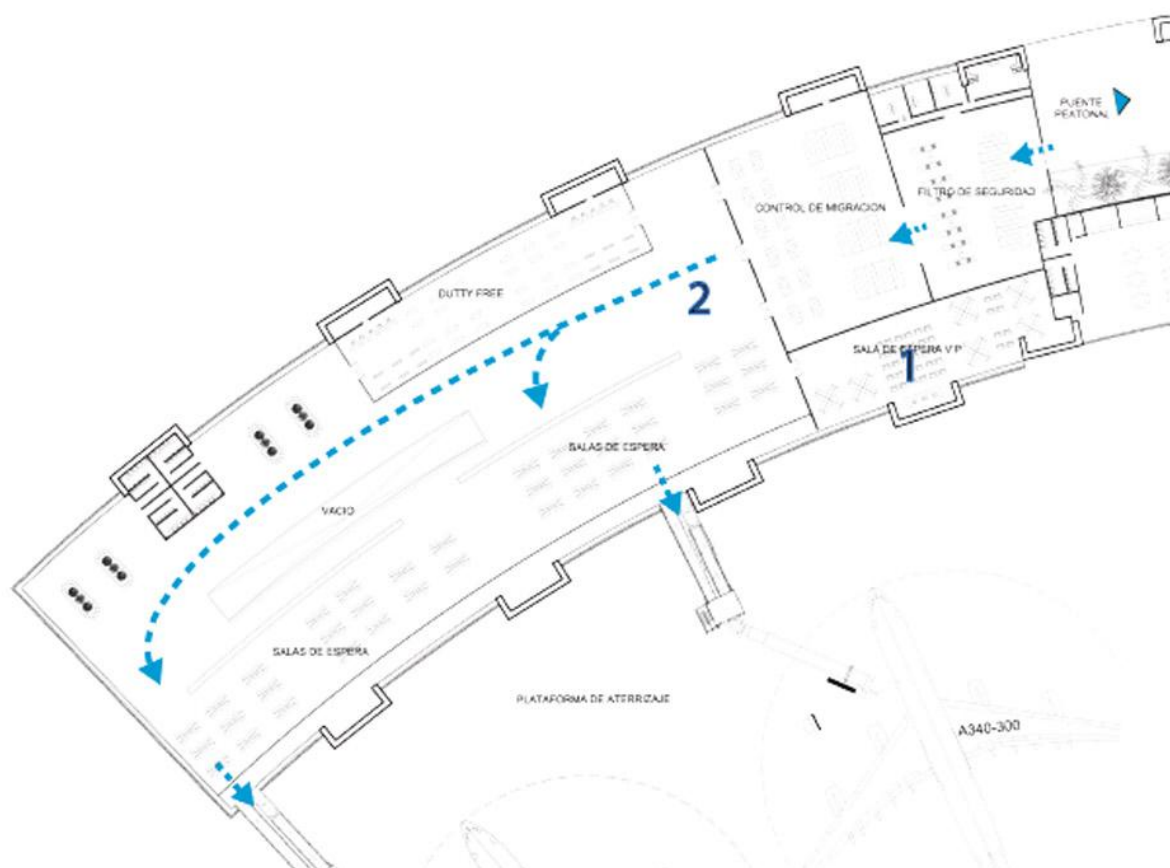 PUENTE
PEATONAL
FILTRO DE SEGURIDAD
CONTROL DE MIGRACION
2
DUTTY FREE
SALA DE ESPERA VIP
1
SALAS DE ESPERA
VACIO
SALAS DE ESPERA
PLATAFORMA DE ATERRIZAJE
A340-300